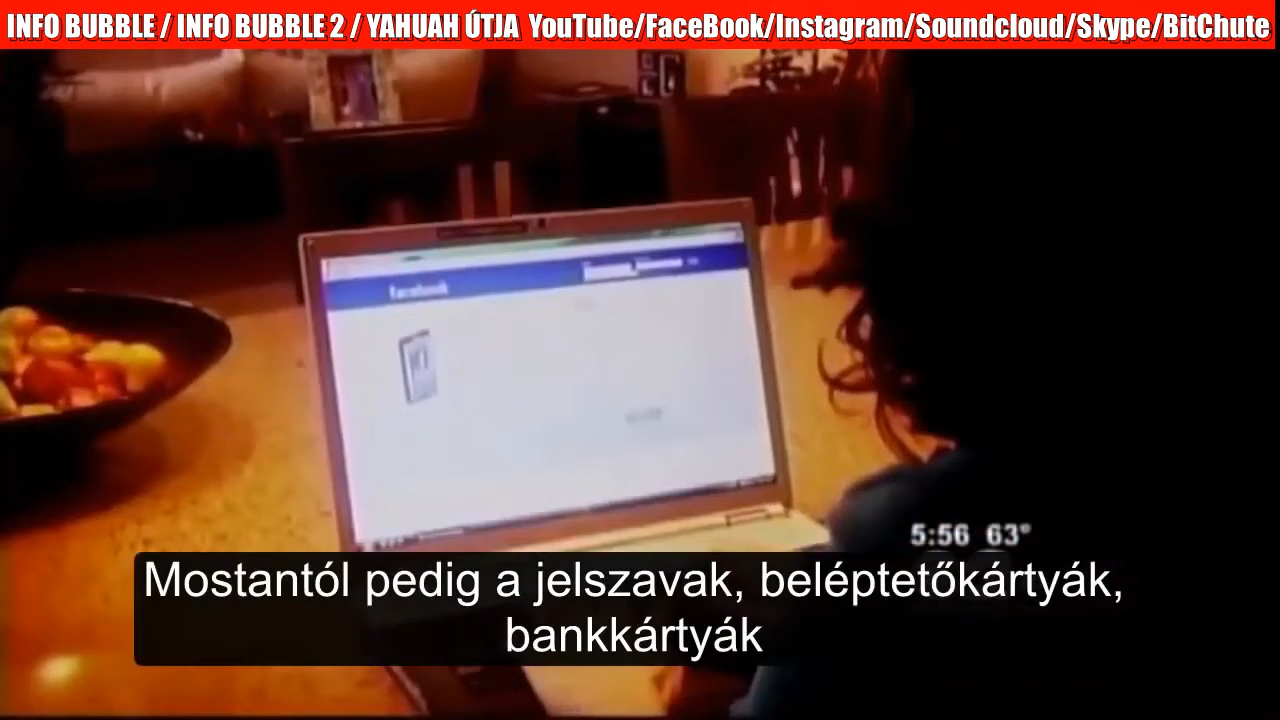 INFO BUBBLE / INFO BUBBLE 2 / YAHUAH ÚTJA YouTube/FaceBook/Instagram/Soundcloud/Skype/BitChute
facebook
5:56 63°
Mostantól pedig a jelszavak, beléptetőkártyák,
bankkártyák